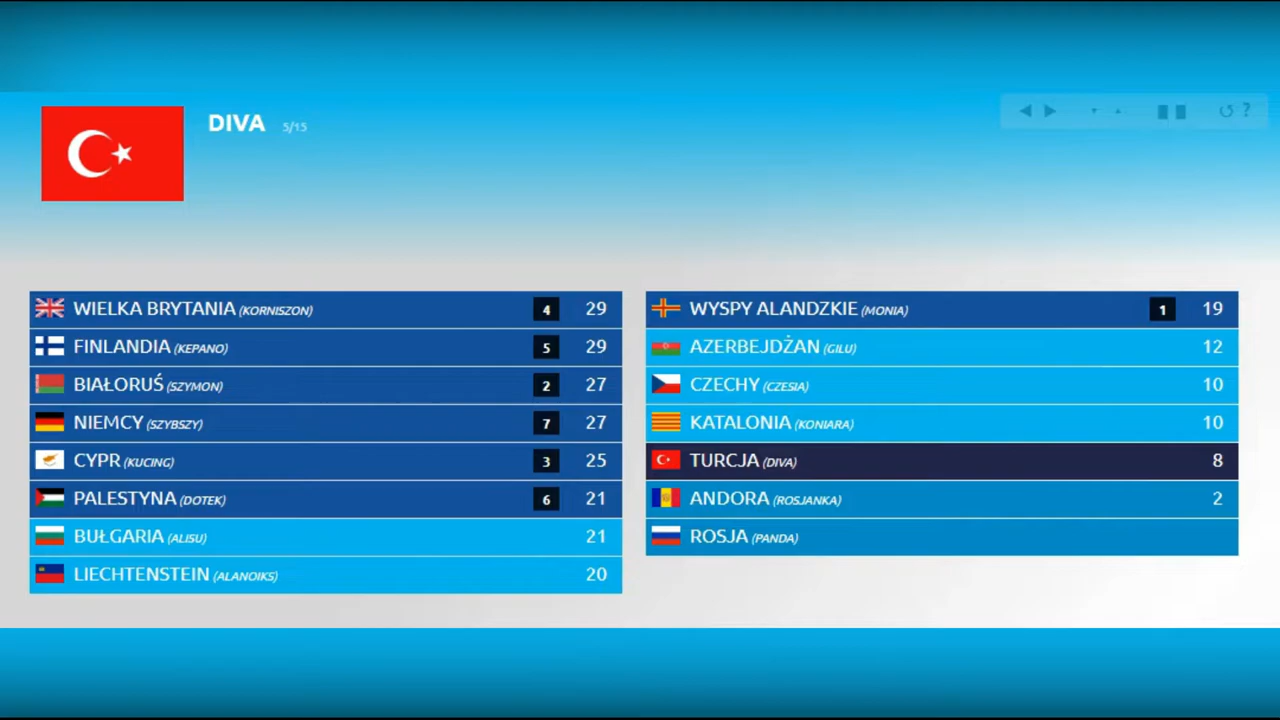 DIVA 5/15
?
WIELKA BRYTANIA (KORNISZON) 4 29
FINLANDIA (KEPANO) 5 29
BIAŁORUŚ (SZYMON) 2 27
NIEMCY (SZYBSZY) 7 27
CYPR (KUCING) 3 25
PALESTYNA (DOTEK) 6 21
BUŁGARIA (ALISU) 21
LIECHTENSTEIN (ALANOIKS) 20
WYSPY ALANDZKIE (MONIA) 1 19
AZERBEJDŻAN (GILU) 12
CZECHY (CZESIA) 10
KATALONIA (KONIARA) 10
TURCJA (DIVA) 8
ANDORA (ROSJANKA) 2
ROSJA (PANDA)